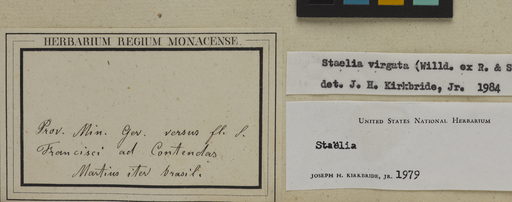 HERBARIUM REGIUM MONACENSE.
Prov. Min. Ger. versus fl. S.
Francisci ad Contendas
Martius iter brasil.
Staelia virgata (Willd. ex R. & S
det. J. H. Kirkbride, Jr. 1984
UNITED STATES NATIONAL HERBARIUM
Staëlia
JOSEPH H. KIRKBRIDE, JR. 1979